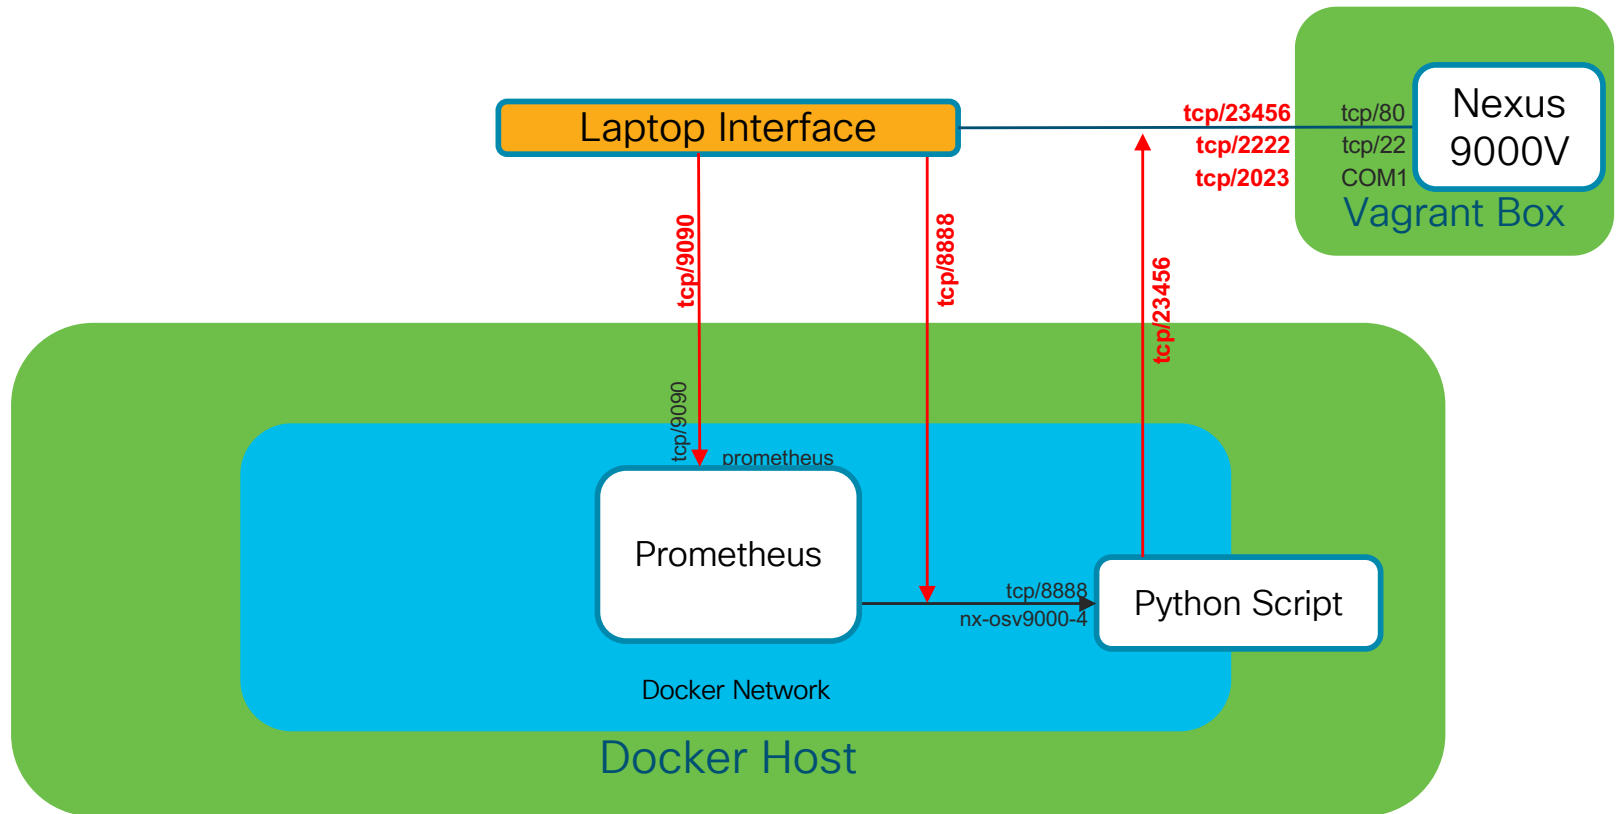 Laptop Interface
tcp/23456
tcp/2222
tcp/2023
tcp/80
tcp/22
COM1
Nexus
9000V
Vagrant Box
tcp/9090
tcp/8888
tcp/23456
tcp/9090
prometheus
Prometheus
tcp/8888
nx-osv9000-4
Python Script
Docker Network
Docker Host